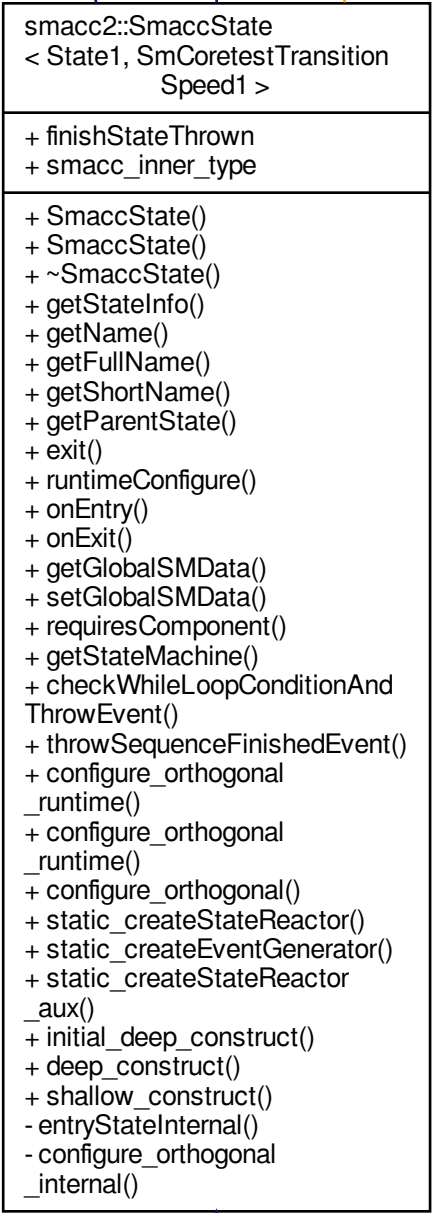 smacc2::SmaccState
< State1, SmCoretestTransition
Speed1 >
+ finishStateThrown
+ smacc_inner_type
+ SmaccState()
+ SmaccState()
+ ~SmaccState()
+ getStateInfo()
+ getName()
+ getFullName()
+ getShortName()
+ getParentState()
+ exit()
+ runtimeConfigure()
+ onEntry()
+ onExit()
+ getGlobalSMData()
+ setGlobalSMData()
+ requiresComponent()
+ getStateMachine()
+ checkWhileLoopConditionAnd
ThrowEvent()
+ throwSequenceFinishedEvent()
+ configure_orthogonal
_runtime()
+ configure_orthogonal
_runtime()
+ configure_orthogonal()
+ static_createStateReactor()
+ static_createEventGenerator()
+ static_createStateReactor
_aux()
+ initial_deep_construct()
+ deep_construct()
+ shallow_construct()
- entryStateInternal()
- configure_orthogonal
_internal()